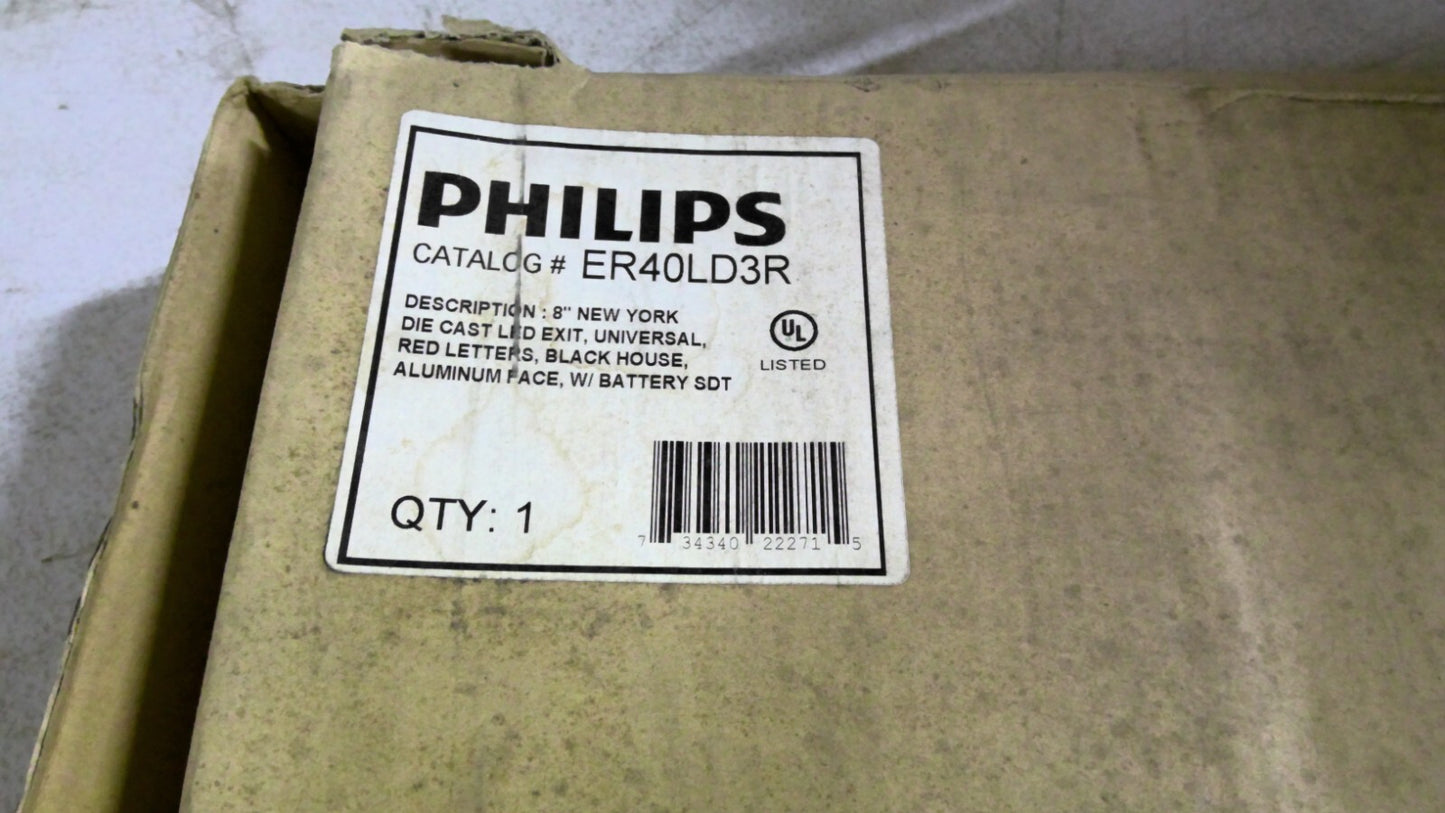 PHILIPS
CATALOG # ER40LD3R
DESCRIPTION : 8" NEW YORK
DIE CAST LED EXIT, UNIVERSAL,
RED LETTERS, BLACK HOUSE,
ALUMINUM FACE, W/ BATTERY SDT
UL
LISTED
QTY: 1
7 34340 22271 5